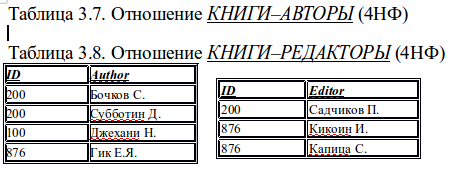 Таблица 3.7. Отношение КНИГИ–АВТОРЫ (4НФ)
Таблица 3.8. Отношение КНИГИ–РЕДАКТОРЫ (4НФ)
ID Author
200 Бочков С.
200 Субботин Д.
100 Джехани Н.
876 Гик Е.Я.
ID Editor
200 Садчиков П.
876 Кикоин И.
876 Капица С.